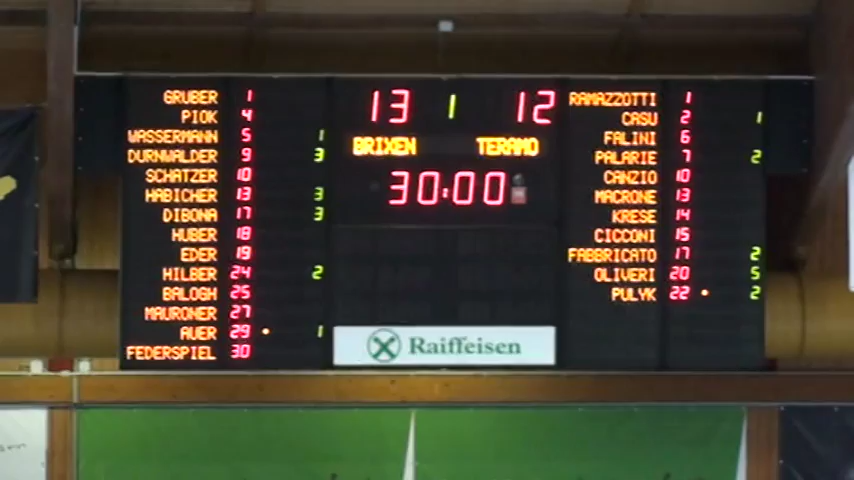 13 1 12
BRIXEN TERAMO
30:00
GRUBER 1
PIOK 4
WASSERMANN 5 1
DURNWALDER 9 3
SCHATZER 10
HABICHER 13 3
DIBONA 17 3
HUBER 18
EDER 19
HILBER 24 2
BALOGH 25
MAURONER 27
AUER 29 1
FEDERSPIEL 30
RAMAZZOTTI 1
CASU 2 1
FALINI 6
PALARIE 7 2
CANZIO 10
MACRONE 13
KRESE 14
CICCONI 15
FABBRICATO 17 2
OLIVERI 20 5
PULYK 22 2
Raiffeisen